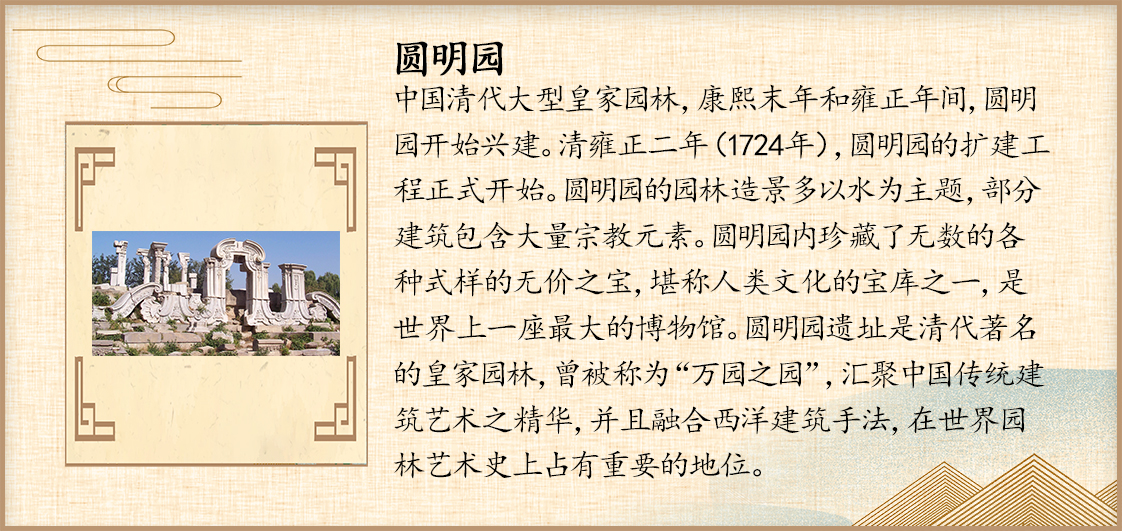 圆明园
中国清代大型皇家园林，康熙末年和雍正年间，圆明
园开始兴建。清雍正二年（1724年），圆明园的扩建工
程正式开始。圆明园的园林造景多以水为主题，部分
建筑包含大量宗教元素。圆明园内珍藏了无数的各
种式样的无价之宝，堪称人类文化的宝库之一，是
世界上一座最大的博物馆。圆明园遗址是清代著名
的皇家园林，曾被称为“万园之园”，汇聚中国传统建
筑艺术之精华，并且融合西洋建筑手法，在世界园
林艺术史上占有重要的地位。